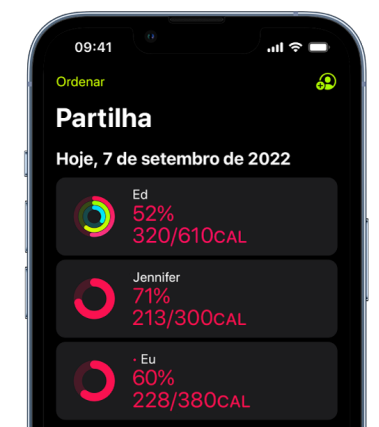 09:41
Ordenar
Partilha
Hoje, 7 de setembro de 2022
Ed
52%
320/610CAL
Jennifer
71%
213/300CAL
· Eu
60%
228/380CAL